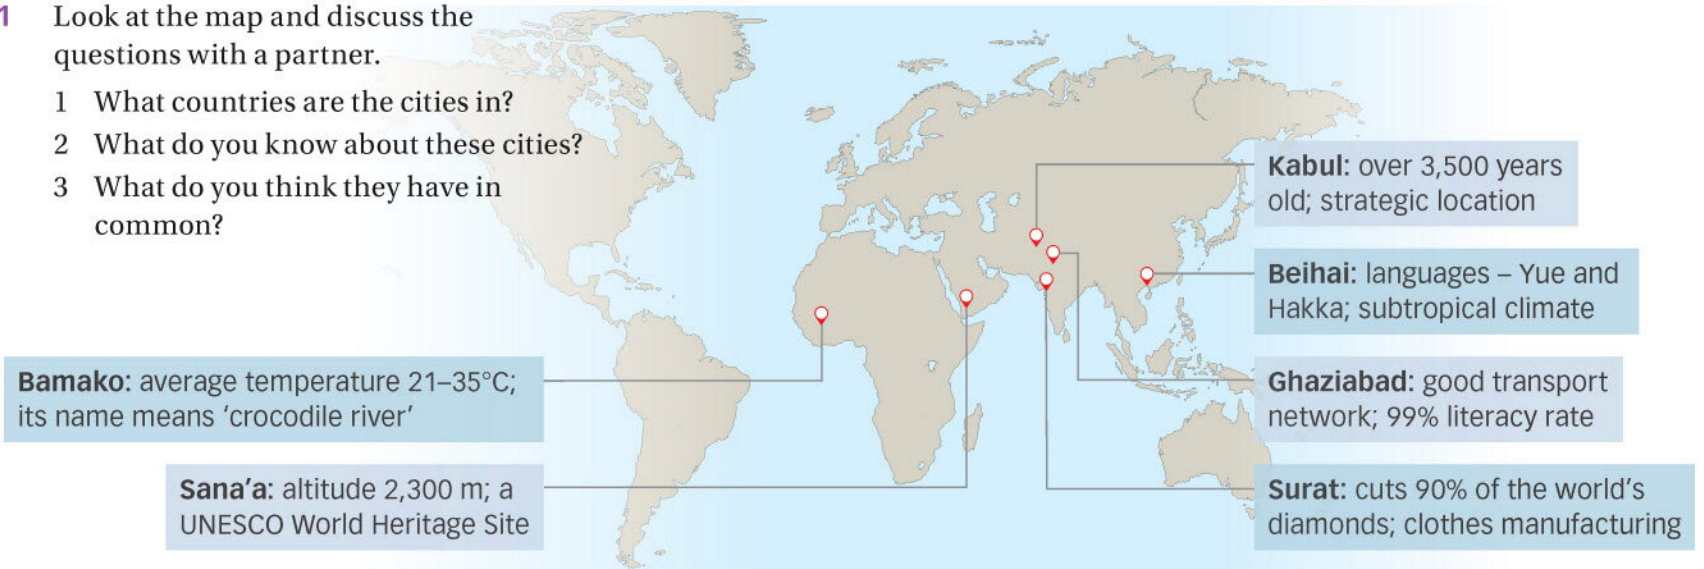 1 Look at the map and discuss the
questions with a partner.
1 What countries are the cities in?
2 What do you know about these cities?
3 What do you think they have in
common?
Kabul: over 3,500 years
old; strategic location
Beihai: languages – Yue and
Hakka; subtropical climate
Ghaziabad: good transport
network; 99% literacy rate
Surat: cuts 90% of the world’s
diamonds; clothes manufacturing
Bamako: average temperature 21–35°C;
its name means ‘crocodile river’
Sana’a: altitude 2,300 m; a
UNESCO World Heritage Site